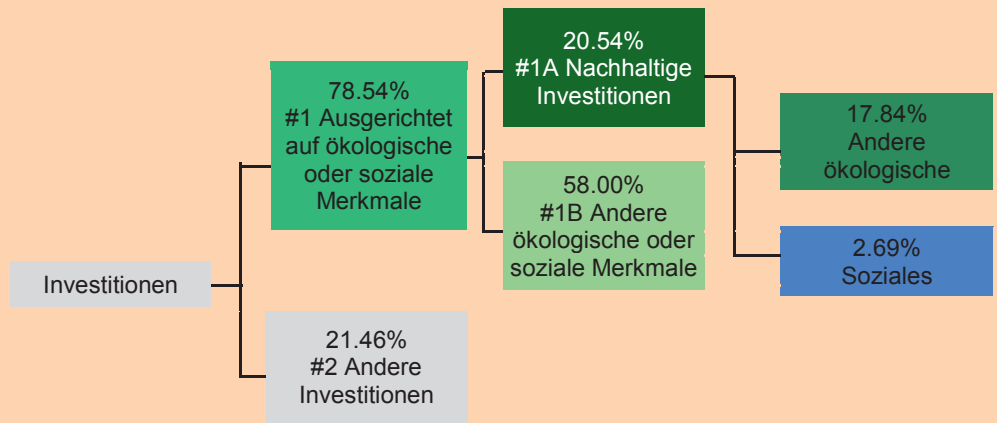 Investitionen
78.54%
#1 Ausgerichtet
auf ökologische
oder soziale
Merkmale
21.46%
#2 Andere
Investitionen
20.54%
#1A Nachhaltige
Investitionen
58.00%
#1B Andere
ökologische oder
soziale Merkmale
17.84%
Andere
ökologische
2.69%
Soziales